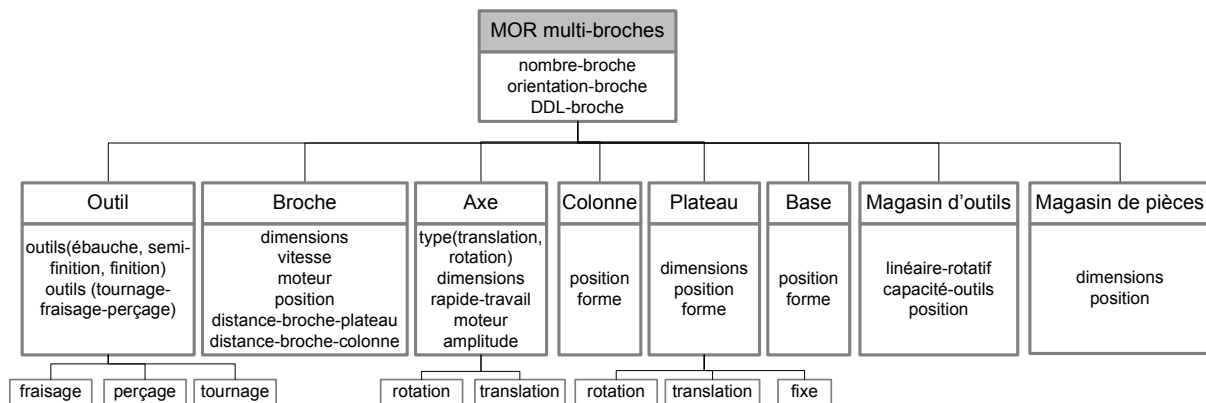 MOR multi-broches
nombre-broche
orientation-broche
DDL-broche
Outil
outils(ébauche, semi-
finition, finition)
outils (tournage-
fraisage-perçage)
Broche
dimensions
vitesse
moteur
position
distance-broche-plateau
distance-broche-colonne
Axe
type(translation,
rotation)
dimensions
rapide-travail
moteur
amplitude
Colonne
position
forme
Plateau
dimensions
position
forme
Base
position
forme
Magasin d'outils
linéaire-rotatif
capacité-outils
position
Magasin de pièces
dimensions
position
fraisage
perçage
tournage
rotation
translation
rotation
translation
fixe